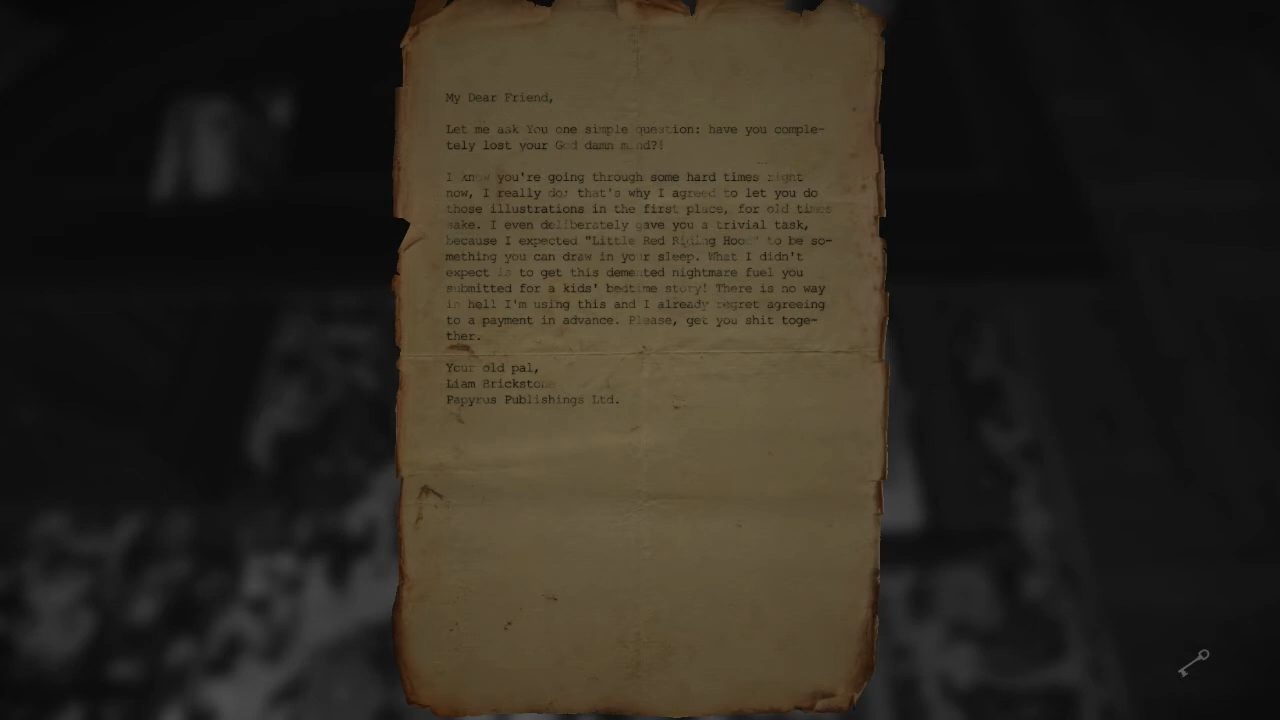 My Dear Friend,
Let me ask You one simple question: have you comple-
tely lost your God damn mind?!
I know you're going through some hard times right
now, I really do; that's why I agreed to let you do
those illustrations in the first place, for old times
sake. I even deliberately gave you a trivial task,
because I expected "Little Red Riding Hood" to be so-
mething you can draw in your sleep. What I didn't
expect is to get this demented nightmare fuel you
submitted for a kids' bedtime story! There is no way
in hell I'm using this and I already regret agreeing
to a payment in advance. Please, get you shit toge-
ther.
Your old pal,
Liam Brickstone
Papyrus Publishings Ltd.